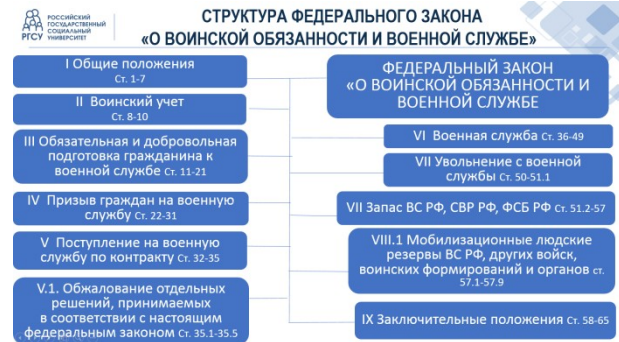 РОССИЙСКИЙ
ГОСУДАРСТВЕННЫЙ
СОЦИАЛЬНЫЙ
УНИВЕРСИТЕТ
РГСУ
СТРУКТУРА ФЕДЕРАЛЬНОГО ЗАКОНА
«О ВОИНСКОЙ ОБЯЗАННОСТИ И ВОЕННОЙ СЛУЖБЕ»
I Общие положения
Ст. 1-7
II Воинский учет
Ст. 8-10
III Обязательная и добровольная
подготовка гражданина к
военной службе Ст. 11-21
IV Призыв граждан на военную
службу Ст. 22-31
V Поступление на военную
службу по контракту Ст. 32-35
V.1. Обжалование отдельных
решений, принимаемых
в соответствии с настоящим
федеральным законом Ст. 35.1-35.5
ФЕДЕРАЛЬНЫЙ ЗАКОН
«О ВОИНСКОЙ ОБЯЗАННОСТИ И
ВОЕННОЙ СЛУЖБЕ
VI Военная служба Ст. 36-49
VII Увольнение с военной
службы Ст. 50-51.1
VII Запас ВС РФ, СВР РФ, ФСБ РФ Ст. 51.2-57
VIII.1 Мобилизационные людские
резервы ВС РФ, других войск,
воинских формирований и органов ст.
57.1-57.9
IX Заключительные положения Ст. 58-65